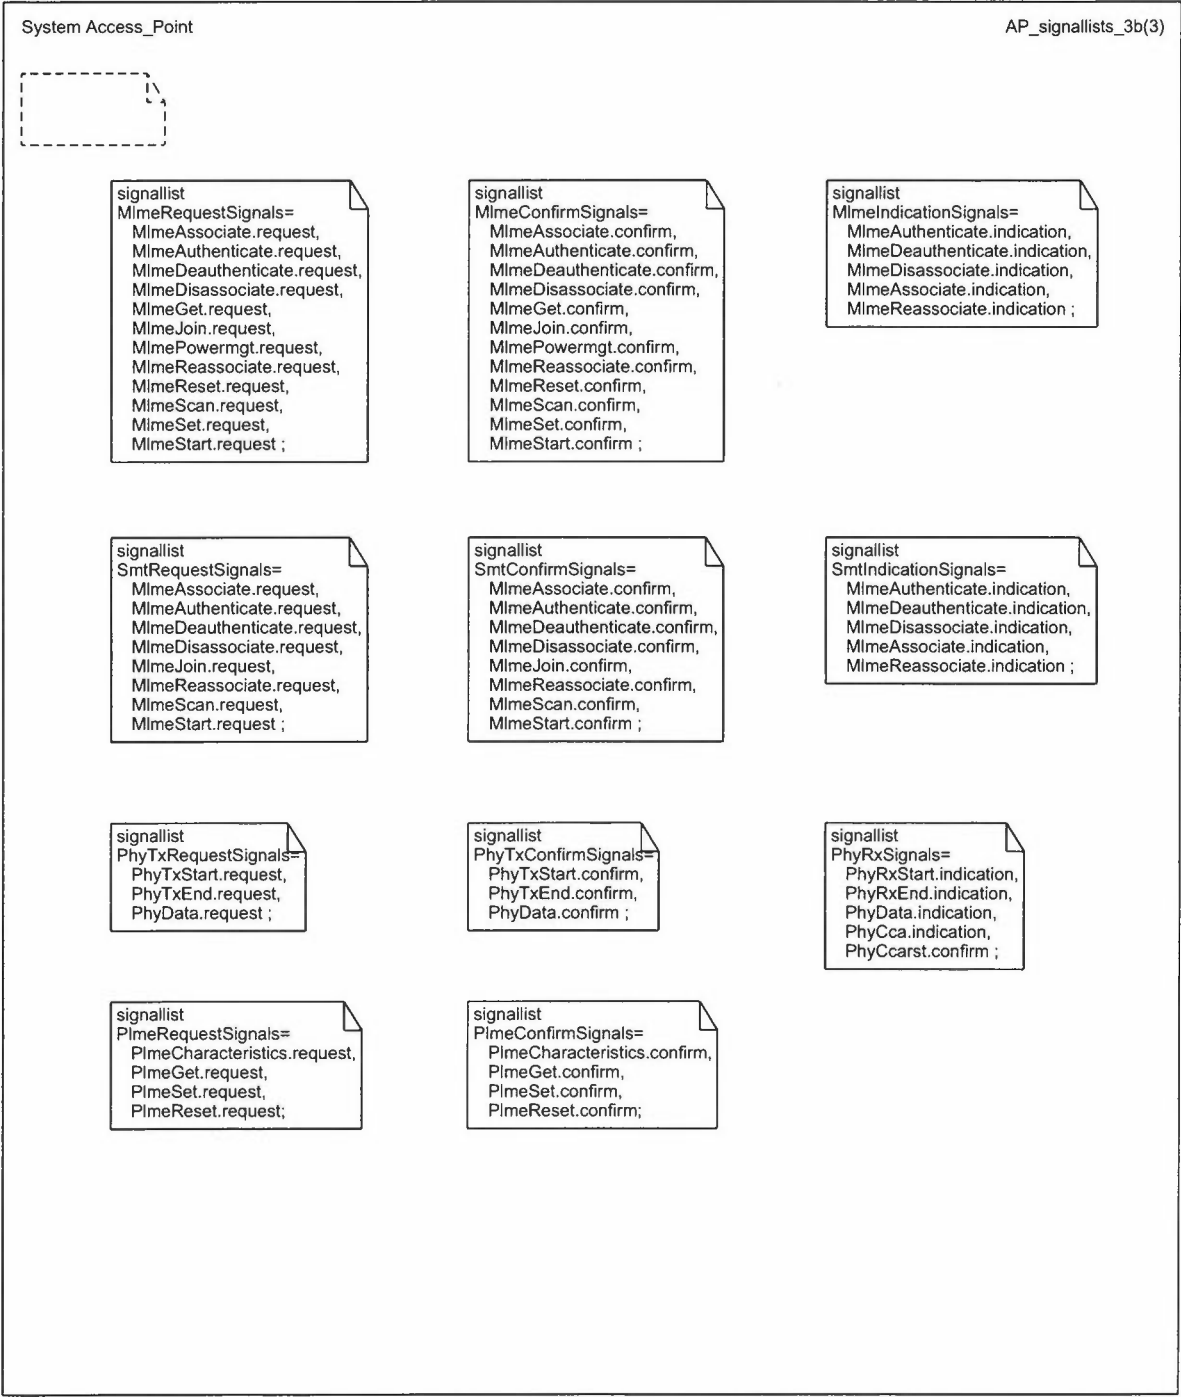 System Access_Point
AP_signallists_3b(3)
signallist
MlmeRequestSignals=
MlmeAssociate.request,
MlmeAuthenticate.request,
MlmeDeauthenticate.request,
MlmeDisassociate.request,
MlmeGet.request,
MlmeJoin.request,
MlmePowermgt.request,
MlmeReassociate.request,
MlmeReset.request,
MlmeScan.request,
MlmeSet.request,
MlmeStart.request ;
signallist
MlmeConfirmSignals=
MlmeAssociate.confirm,
MlmeAuthenticate.confirm,
MlmeDeauthenticate.confirm,
MlmeDisassociate.confirm,
MlmeGet.confirm,
MlmeJoin.confirm,
MlmePowermgt.confirm,
MlmeReassociate.confirm,
MlmeReset.confirm,
MlmeScan.confirm,
MlmeSet.confirm,
MlmeStart.confirm ;
signallist
MlmeIndicationSignals=
MlmeAuthenticate.indication,
MlmeDeauthenticate.indication,
MlmeDisassociate.indication,
MlmeAssociate.indication,
MlmeReassociate.indication ;
signallist
SmtRequestSignals=
MlmeAssociate.request,
MlmeAuthenticate.request,
MlmeDeauthenticate.request,
MlmeDisassociate.request,
MlmeJoin.request,
MlmeReassociate.request,
MlmeScan.request,
MlmeStart.request ;
signallist
SmtConfirmSignals=
MlmeAssociate.confirm,
MlmeAuthenticate.confirm,
MlmeDeauthenticate.confirm,
MlmeDisassociate.confirm,
MlmeJoin.confirm,
MlmeReassociate.confirm,
MlmeScan.confirm,
MlmeStart.confirm ;
signallist
SmtIndicationSignals=
MlmeAuthenticate.indication,
MlmeDeauthenticate.indication,
MlmeDisassociate.indication,
MlmeAssociate.indication,
MlmeReassociate.indication ;
signallist
PhyTxRequestSignals=
PhyTxStart.request,
PhyTxEnd.request,
PhyData.request ;
signallist
PhyTxConfirmSignals=
PhyTxStart.confirm,
PhyTxEnd.confirm,
PhyData.confirm ;
signallist
PhyRxSignals=
PhyRxStart.indication,
PhyRxEnd.indication,
PhyData.indication,
PhyCca.indication,
PhyCcarst.confirm ;
signallist
PlmeRequestSignals=
PlmeCharacteristics.request,
PlmeGet.request,
PlmeSet.request,
PlmeReset.request;
signallist
PlmeConfirmSignals=
PlmeCharacteristics.confirm,
PlmeGet.confirm,
PlmeSet.confirm,
PlmeReset.confirm;